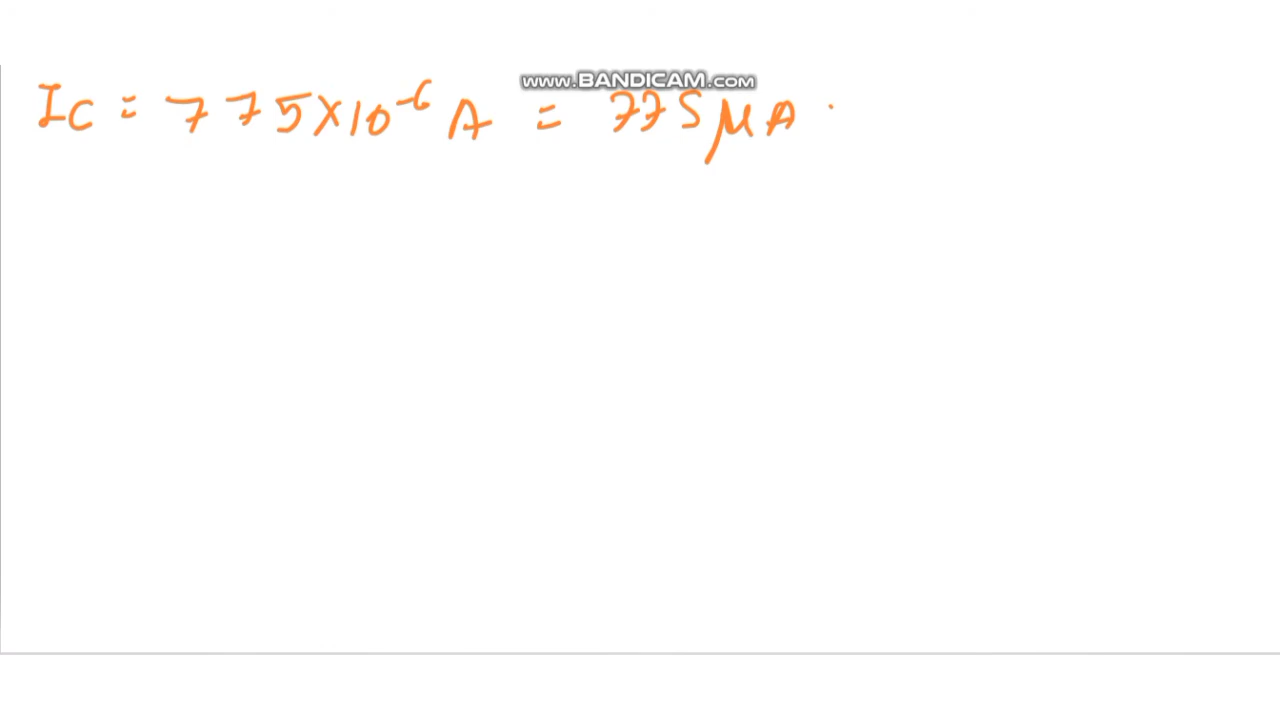 www.BANDICAM.com
Ic = 775×10⁻⁶ A = 775 μA .